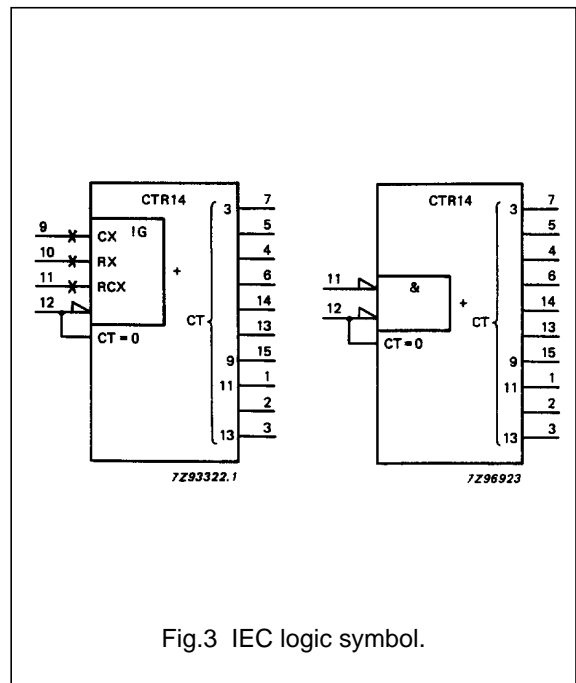 CTR14
3 7
9 CX !G 5
10 RX 4
11 RCX + 6
12 14
CT 13
CT = 0
9 15
11 1
2
13 3
7Z93322.1
CTR14
3 7
5
4
11 & 6
12 + 14
CT 13
CT = 0
9 15
11 1
2
13 3
7Z96923
Fig.3 IEC logic symbol.